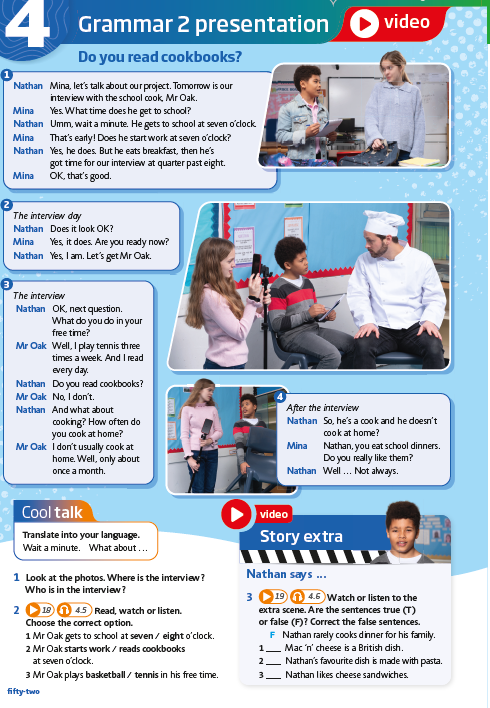 4
Grammar 2 presentation
video
Do you read cookbooks?
1
Nathan Mina, let's talk about our project. Tomorrow is our
interview with the school cook, Mr Oak.
Mina Yes. What time does he get to school?
Nathan Umm, wait a minute. He gets to school at seven o'clock.
Mina That's early! Does he start work at seven o'clock?
Nathan Yes, he does. But he eats breakfast, then he's
got time for our interview at quarter past eight.
Mina OK, that's good.
2
The interview day
Nathan Does it look OK?
Mina Yes, it does. Are you ready now?
Nathan Yes, I am. Let's get Mr Oak.
3
The interview
Nathan OK, next question.
What do you do in your
free time?
Mr Oak Well, I play tennis three
times a week. And I read
every day.
Nathan Do you read cookbooks?
Mr Oak No, I don't.
Nathan And what about
cooking? How often do
you cook at home?
Mr Oak I don't usually cook at
home. Well, only about
once a month.
4
After the interview
Nathan So, he's a cook and he doesn't
cook at home?
Mina Nathan, you eat school dinners.
Do you really like them?
Nathan Well ... Not always.
Cool talk
Translate into your language.
Wait a minute. What about ...
1 Look at the photos. Where is the interview?
Who is in the interview?
2 18 4.5 Read, watch or listen.
Choose the correct option.
1 Mr Oak gets to school at seven / eight o'clock.
2 Mr Oak starts work / reads cookbooks
at seven o'clock.
3 Mr Oak plays basketball / tennis in his free time.
video
Story extra
Nathan says ...
3 19 4.6 Watch or listen to the
extra scene. Are the sentences true (T)
or false (F)? Correct the false sentences.
F Nathan rarely cooks dinner for his family.
1 ___ Mac 'n' cheese is a British dish.
2 ___ Nathan's favourite dish is made with pasta.
3 ___ Nathan likes cheese sandwiches.
fifty-two